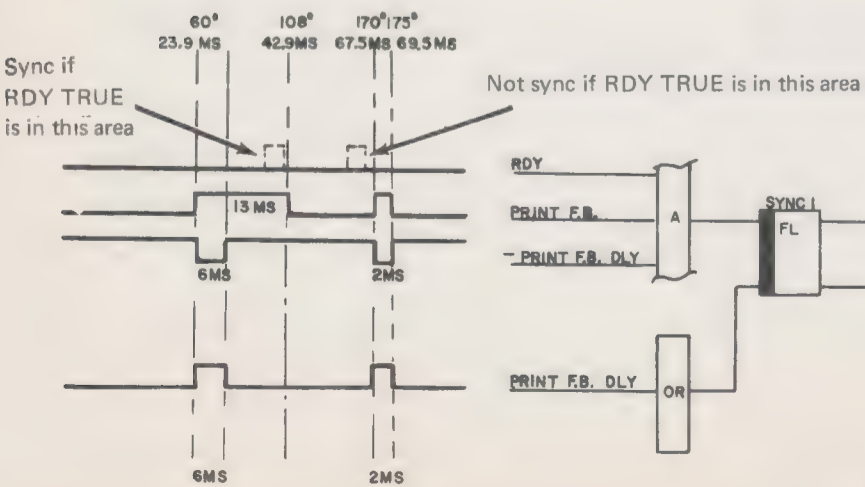 60° 108° 170° 175°
23.9 MS 42.9MS 67.5MS 69.5MS
Sync if
RDY TRUE
is in this area
Not sync if RDY TRUE is in this area
13 MS
6MS 2MS
6MS 2MS
RDY
PRINT F.B.
- PRINT F.B. DLY
A
SYNC 1
FL
PRINT F.B. DLY
OR